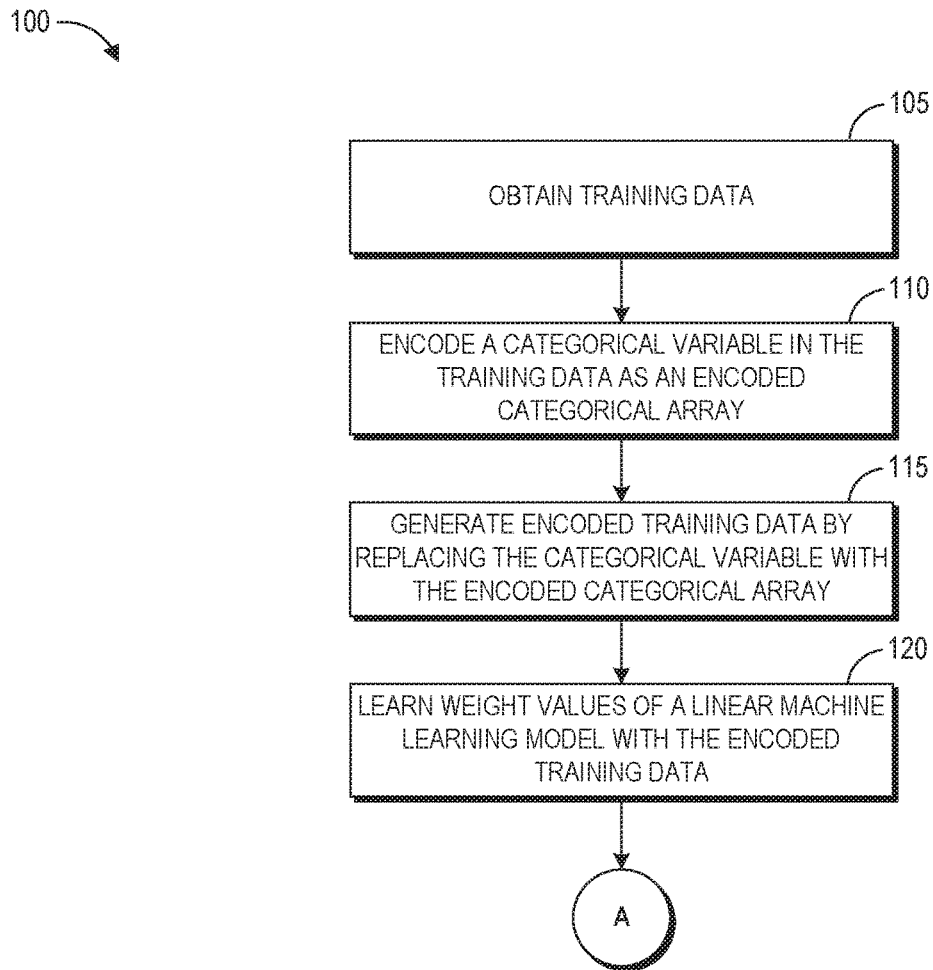 100
105
OBTAIN TRAINING DATA
110
ENCODE A CATEGORICAL VARIABLE IN THE
TRAINING DATA AS AN ENCODED
CATEGORICAL ARRAY
115
GENERATE ENCODED TRAINING DATA BY
REPLACING THE CATEGORICAL VARIABLE WITH
THE ENCODED CATEGORICAL ARRAY
120
LEARN WEIGHT VALUES OF A LINEAR MACHINE
LEARNING MODEL WITH THE ENCODED
TRAINING DATA
A